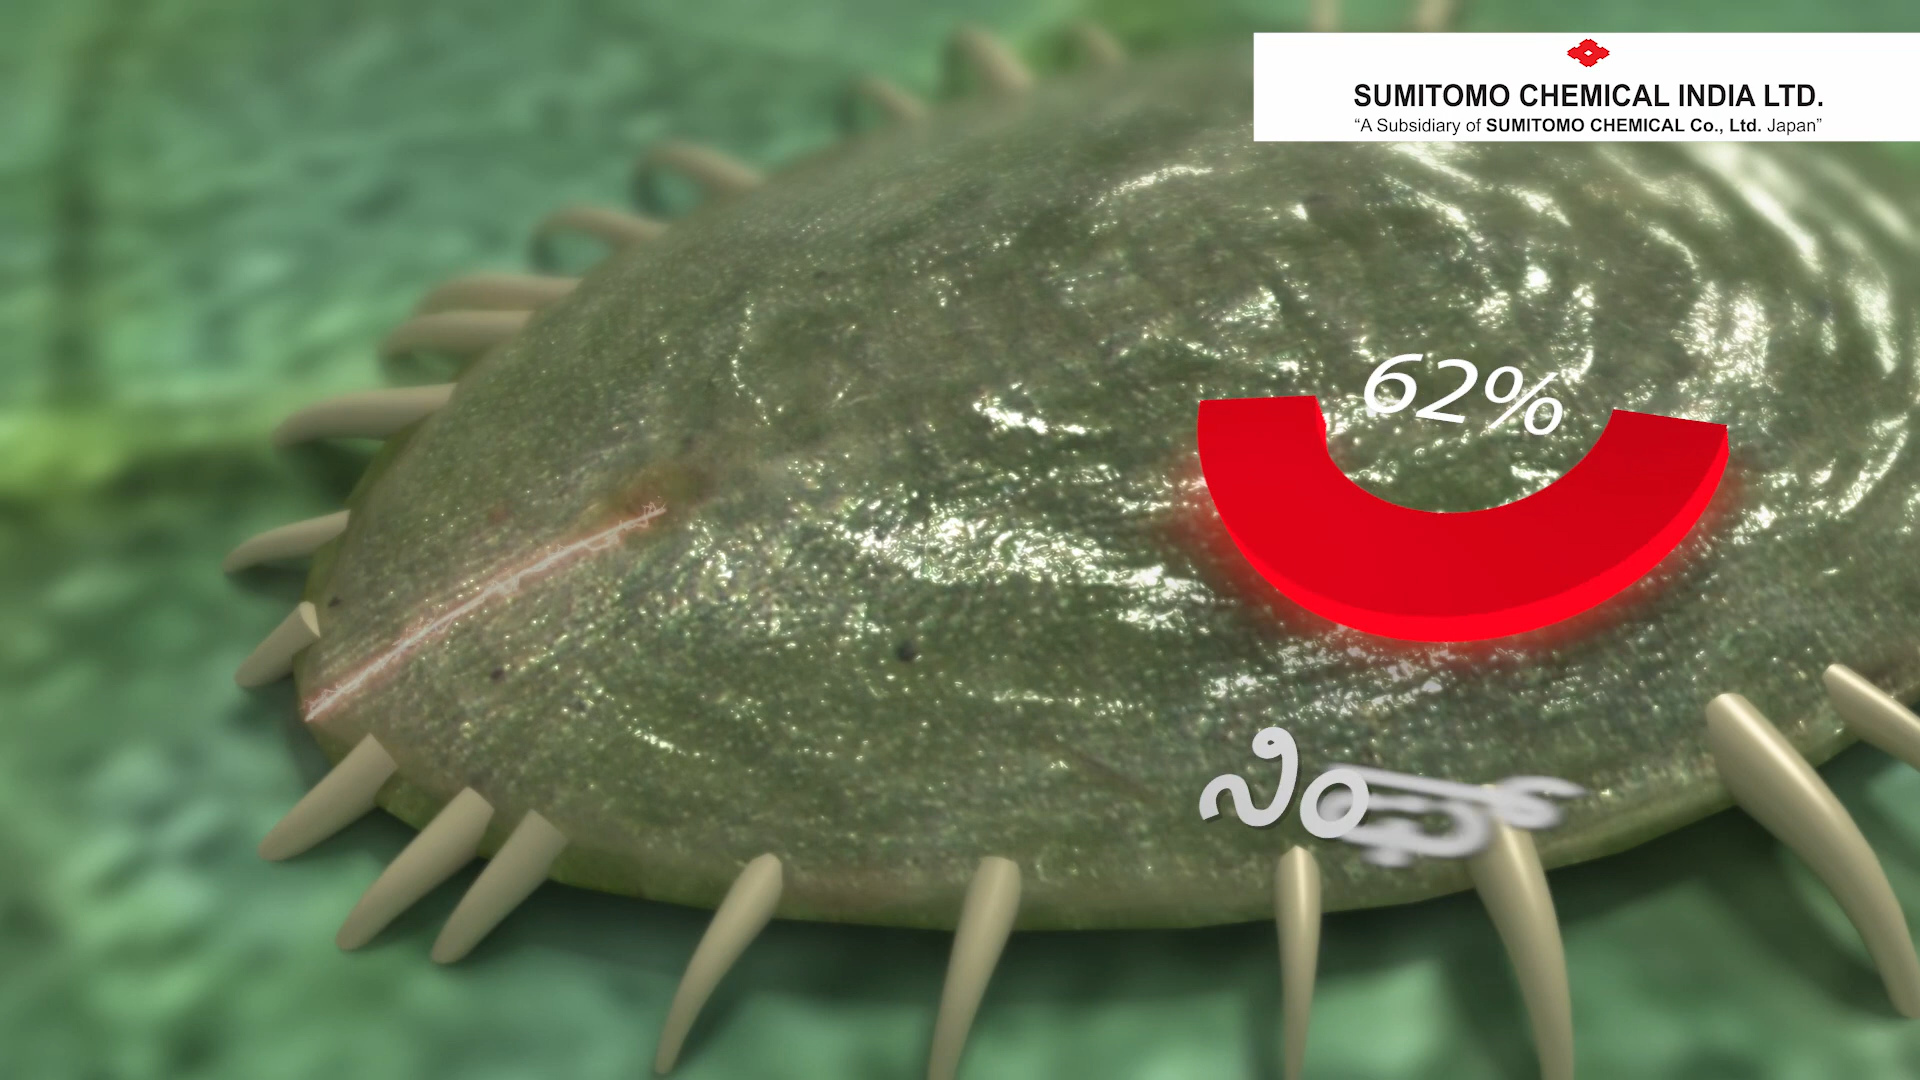 SUMITOMO CHEMICAL INDIA LTD.
“A Subsidiary of SUMITOMO CHEMICAL Co., Ltd. Japan”
62%